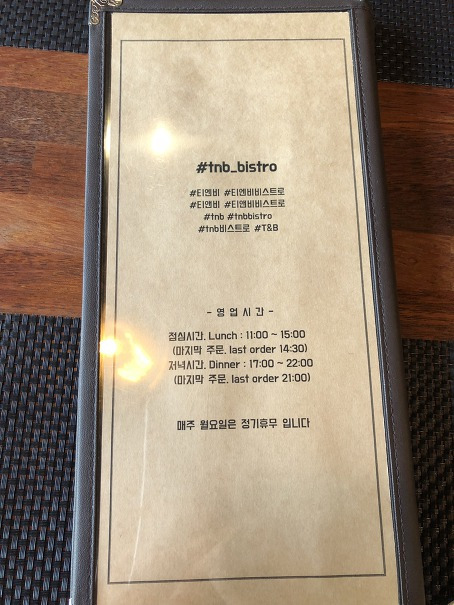 #tnb_bistro
#티엔비 #티엔비비스트로
#티엔비 #티엔비비스트로
#tnb #tnbbistro
#tnb비스트로 #T&B
- 영 업 시 간 -
점심시간. Lunch : 11:00 ~ 15:00
(마지막 주문. last order 14:30)
저녁시간. Dinner : 17:00 ~ 22:00
(마지막 주문. last order 21:00)
매주 월요일은 정기휴무 입니다